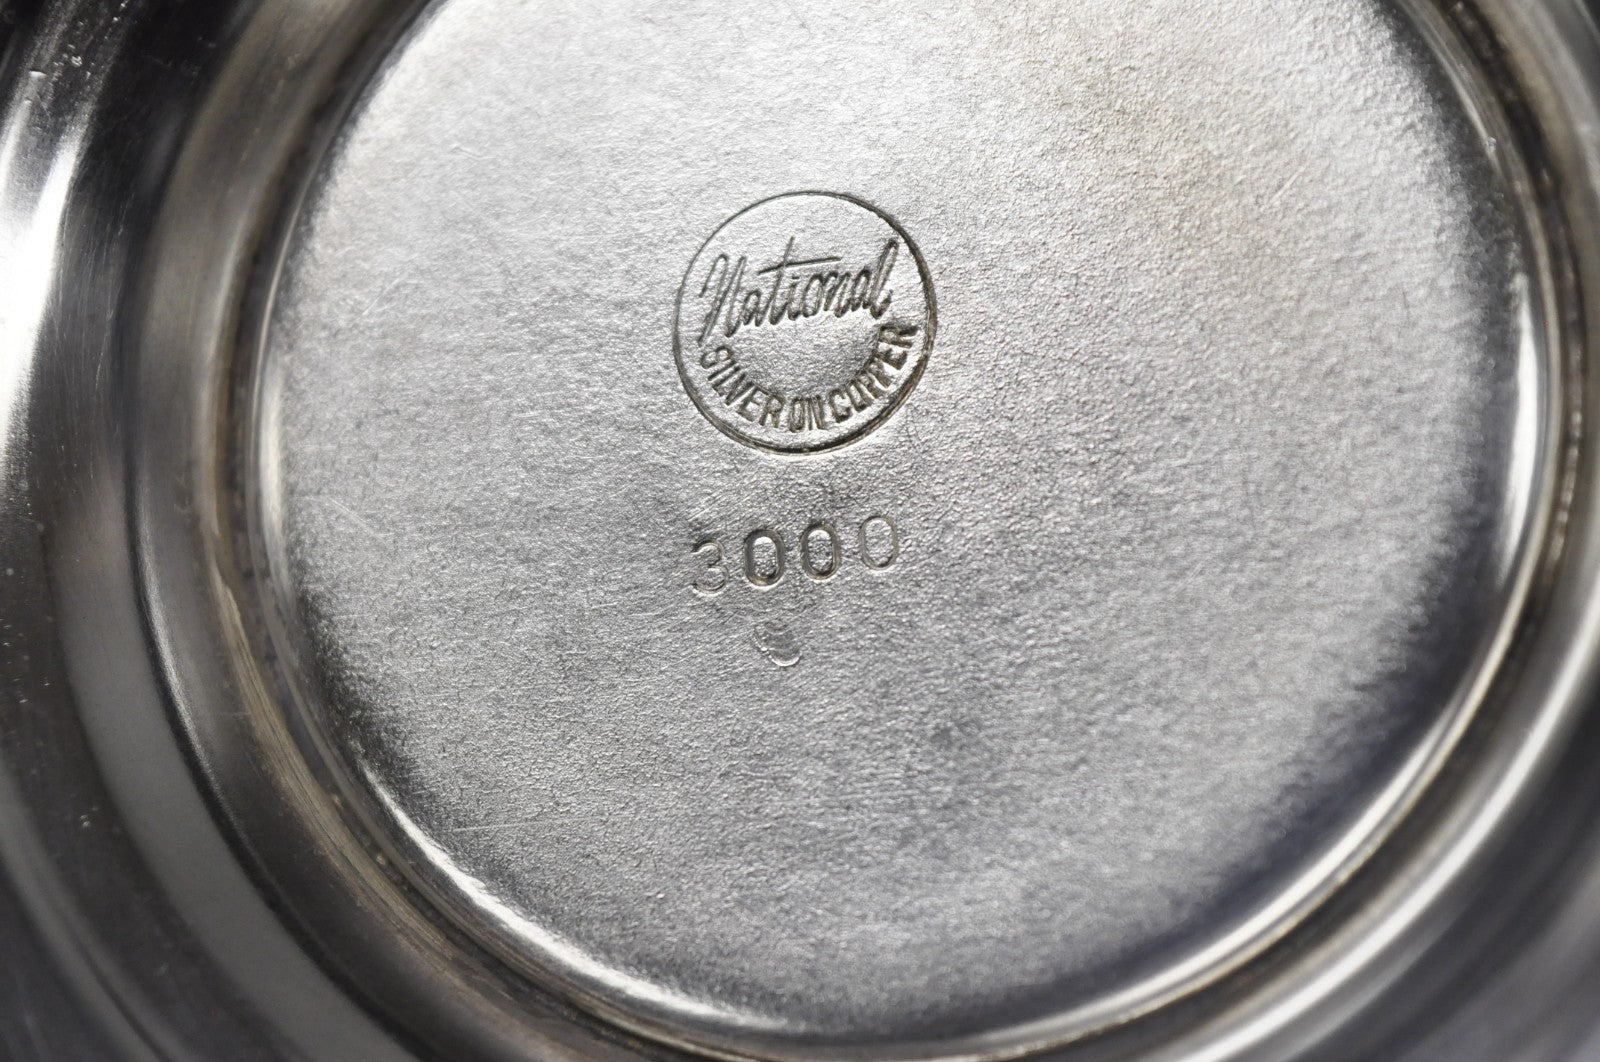 National
SILVER ON COPPER
3000